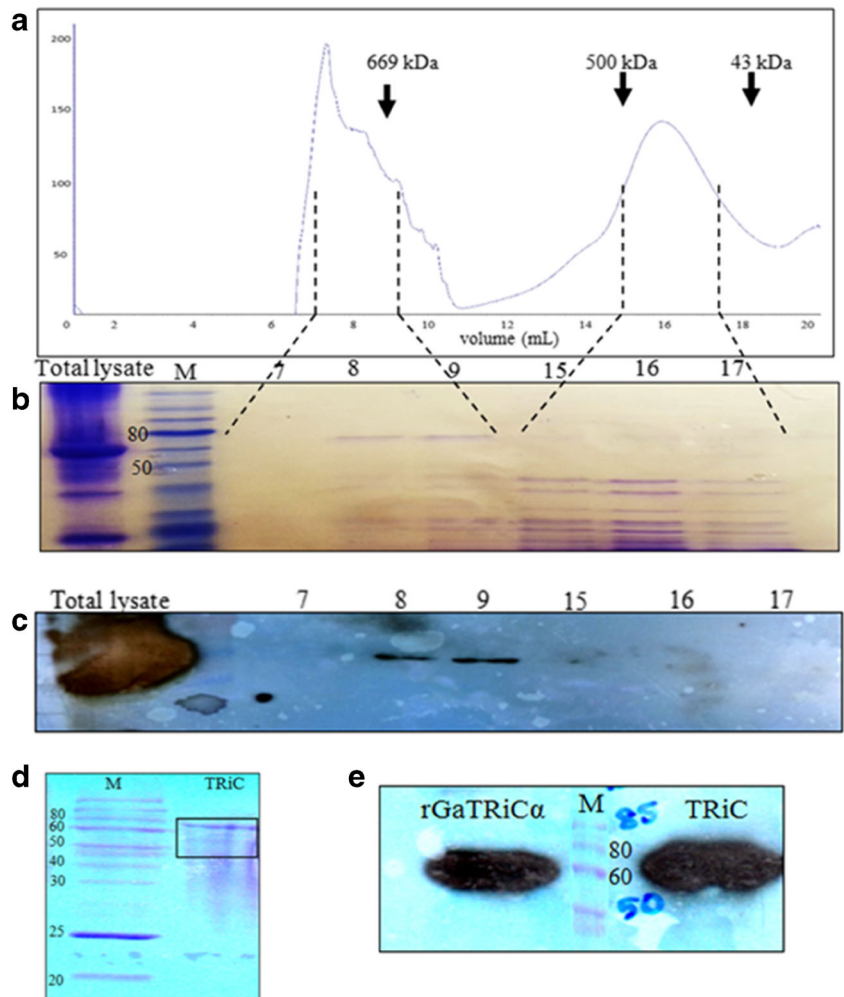 a
200
669 kDa
500 kDa
43 kDa
150
100
50
0 2 4 6 8 10 12 14 16 18 20
volume (mL)
Total lysate M 7 8 9 15 16 17
b
80
50
Total lysate 7 8 9 15 16 17
c
d
M TRiC
80
60
50
40
30
25
20
e
rGaTRiCα M TRiC
85
80
60
50